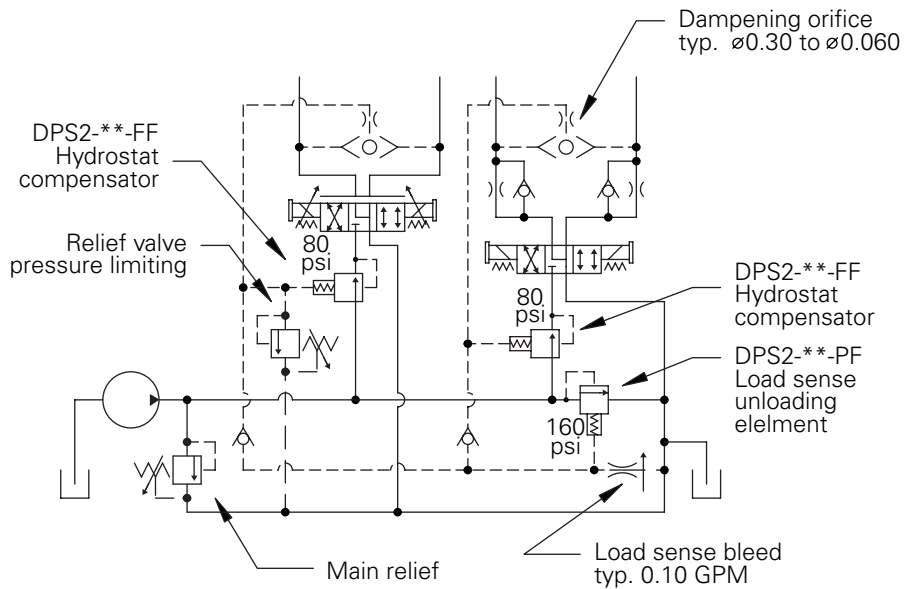 Dampening orifice
typ. ø0.30 to ø0.060
DPS2-**-FF
Hydrostat
compensator
Relief valve
pressure limiting
80
psi
80
psi
DPS2-**-FF
Hydrostat
compensator
DPS2-**-PF
Load sense
unloading
elelment
160
psi
Main relief
Load sense bleed
typ. 0.10 GPM